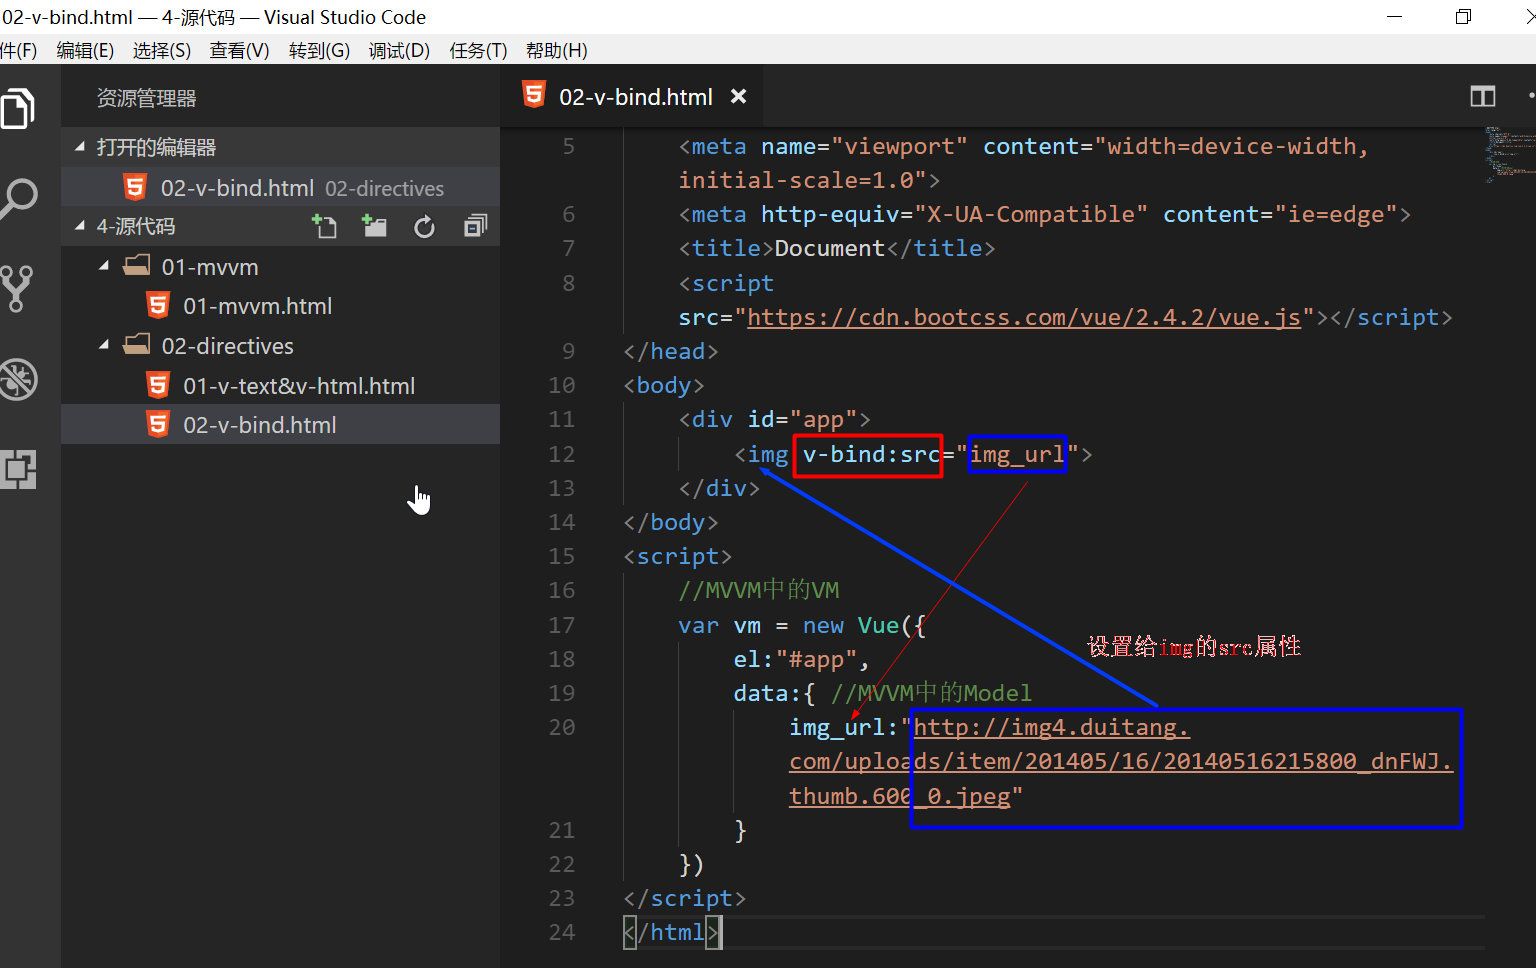 02-v-bind.html — 4-源代码 — Visual Studio Code
件(F) 编辑(E) 选择(S) 查看(V) 转到(G) 调试(D) 任务(T) 帮助(H)
资源管理器
打开的编辑器
02-v-bind.html 02-directives
4-源代码
01-mvvm
01-mvvm.html
02-directives
01-v-text&v-html.html
02-v-bind.html
02-v-bind.html
5 <meta name="viewport" content="width=device-width,
initial-scale=1.0">
6 <meta http-equiv="X-UA-Compatible" content="ie=edge">
7 <title>Document</title>
8 <script
src="https://cdn.bootcss.com/vue/2.4.2/vue.js"></script>
9 </head>
10 <body>
11 <div id="app">
12 <img v-bind:src="img_url">
13 </div>
14 </body>
15 <script>
16 //MVVM中的VM
17 var vm = new Vue({
18 el:"#app",
19 data:{ //MVVM中的Model
20 img_url:"http://img4.duitang.
com/uploads/item/201405/16/20140516215800_dnFWJ.
thumb.600_0.jpeg"
21 }
22 })
23 </script>
24 </html>
设置给img的src属性